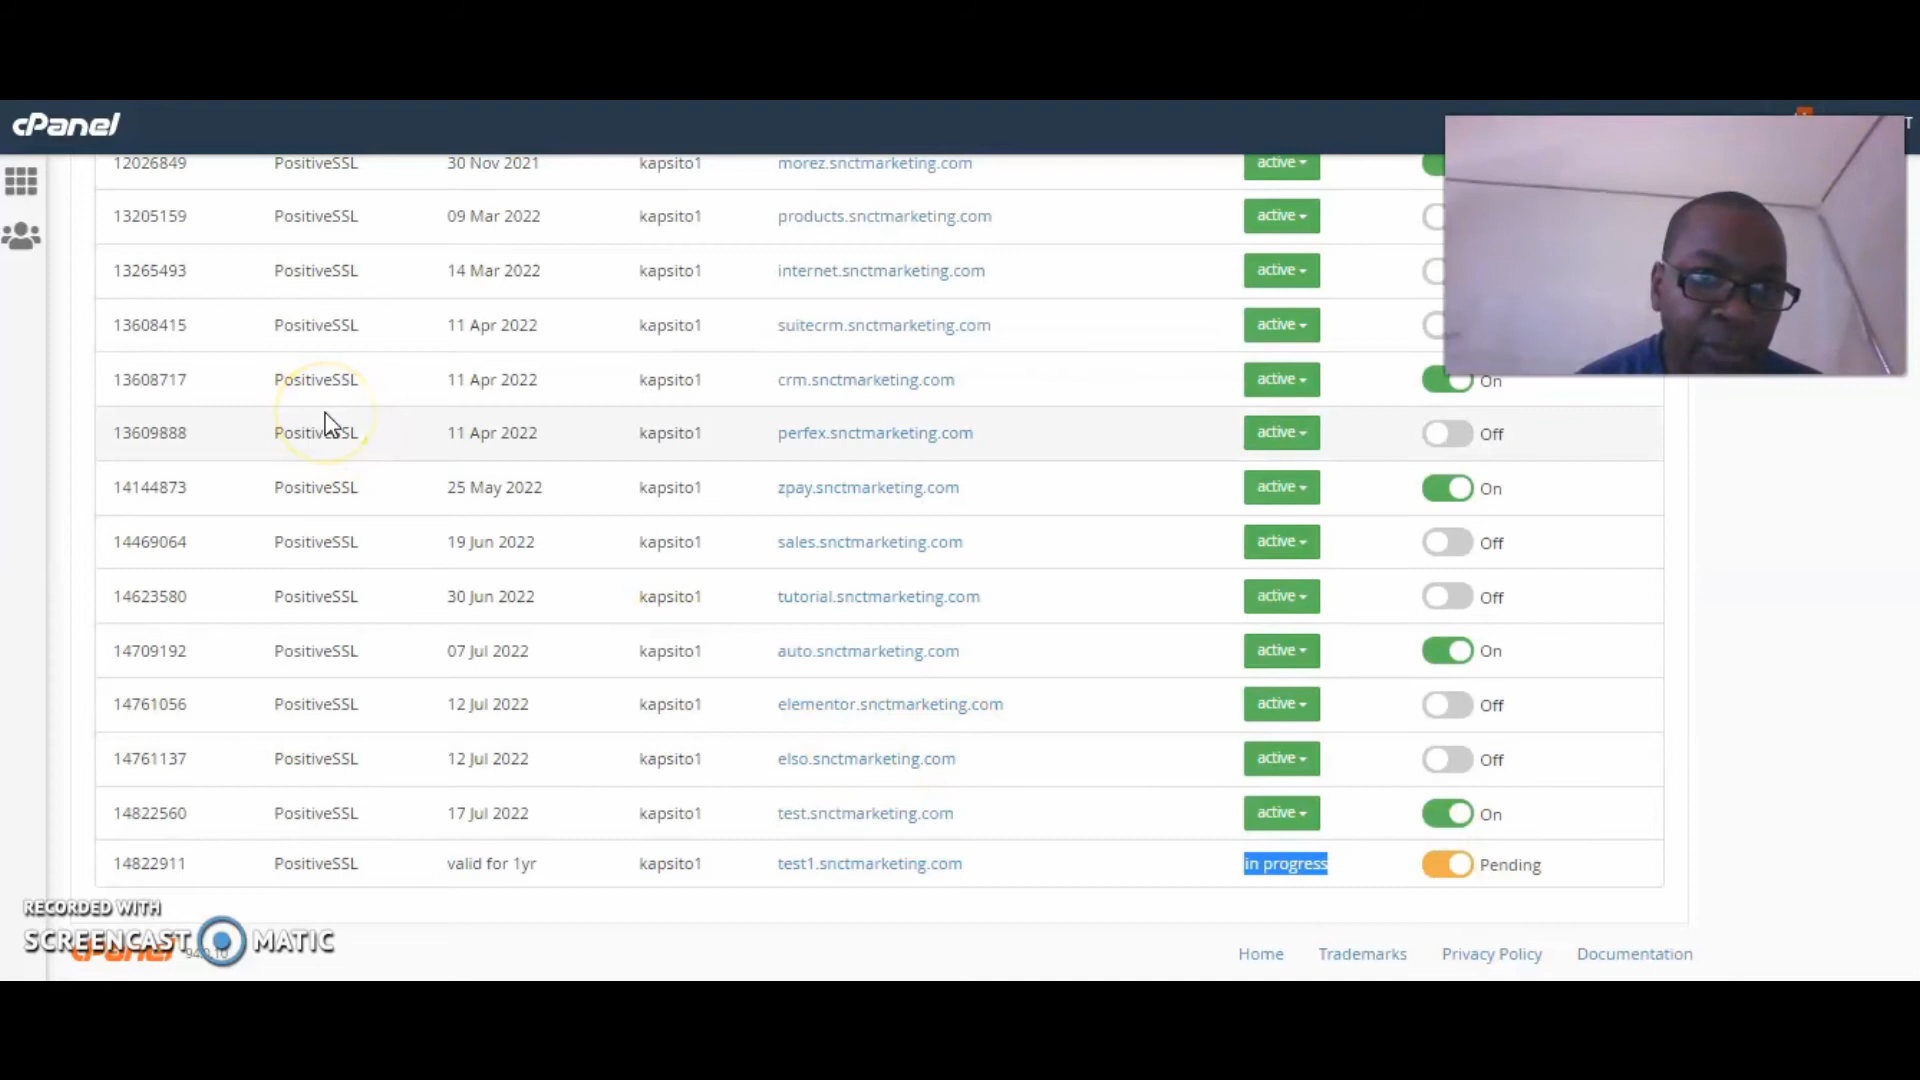 cPanel
T
12026849 PositiveSSL 30 Nov 2021 kapsito1 morez.snctmarketing.com active
13205159 PositiveSSL 09 Mar 2022 kapsito1 products.snctmarketing.com active
13265493 PositiveSSL 14 Mar 2022 kapsito1 internet.snctmarketing.com active
13608415 PositiveSSL 11 Apr 2022 kapsito1 suitecrm.snctmarketing.com active
13608717 PositiveSSL 11 Apr 2022 kapsito1 crm.snctmarketing.com active On
13609888 PositiveSSL 11 Apr 2022 kapsito1 perfex.snctmarketing.com active Off
14144873 PositiveSSL 25 May 2022 kapsito1 zpay.snctmarketing.com active On
14469064 PositiveSSL 19 Jun 2022 kapsito1 sales.snctmarketing.com active Off
14623580 PositiveSSL 30 Jun 2022 kapsito1 tutorial.snctmarketing.com active Off
14709192 PositiveSSL 07 Jul 2022 kapsito1 auto.snctmarketing.com active On
14761056 PositiveSSL 12 Jul 2022 kapsito1 elementor.snctmarketing.com active Off
14761137 PositiveSSL 12 Jul 2022 kapsito1 elso.snctmarketing.com active Off
14822560 PositiveSSL 17 Jul 2022 kapsito1 test.snctmarketing.com active On
14822911 PositiveSSL valid for 1yr kapsito1 test1.snctmarketing.com in progress Pending
RECORDED WITH
SCREENCAST MATIC
cPanel
Home Trademarks Privacy Policy Documentation